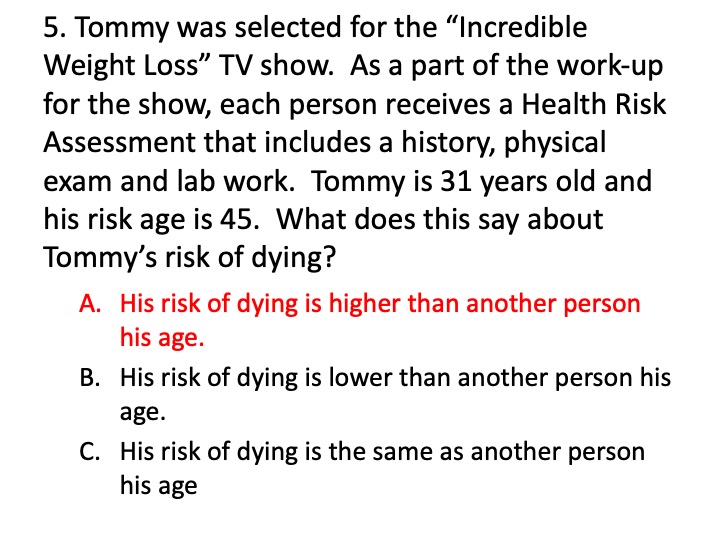 5. Tommy was selected for the “Incredible
Weight Loss” TV show.  As a part of the work-up
for the show, each person receives a Health Risk
Assessment that includes a history, physical
exam and lab work.  Tommy is 31 years old and
his risk age is 45.  What does this say about
Tommy’s risk of dying?
A. His risk of dying is higher than another person
his age.
B. His risk of dying is lower than another person his
age.
C. His risk of dying is the same as another person
his age